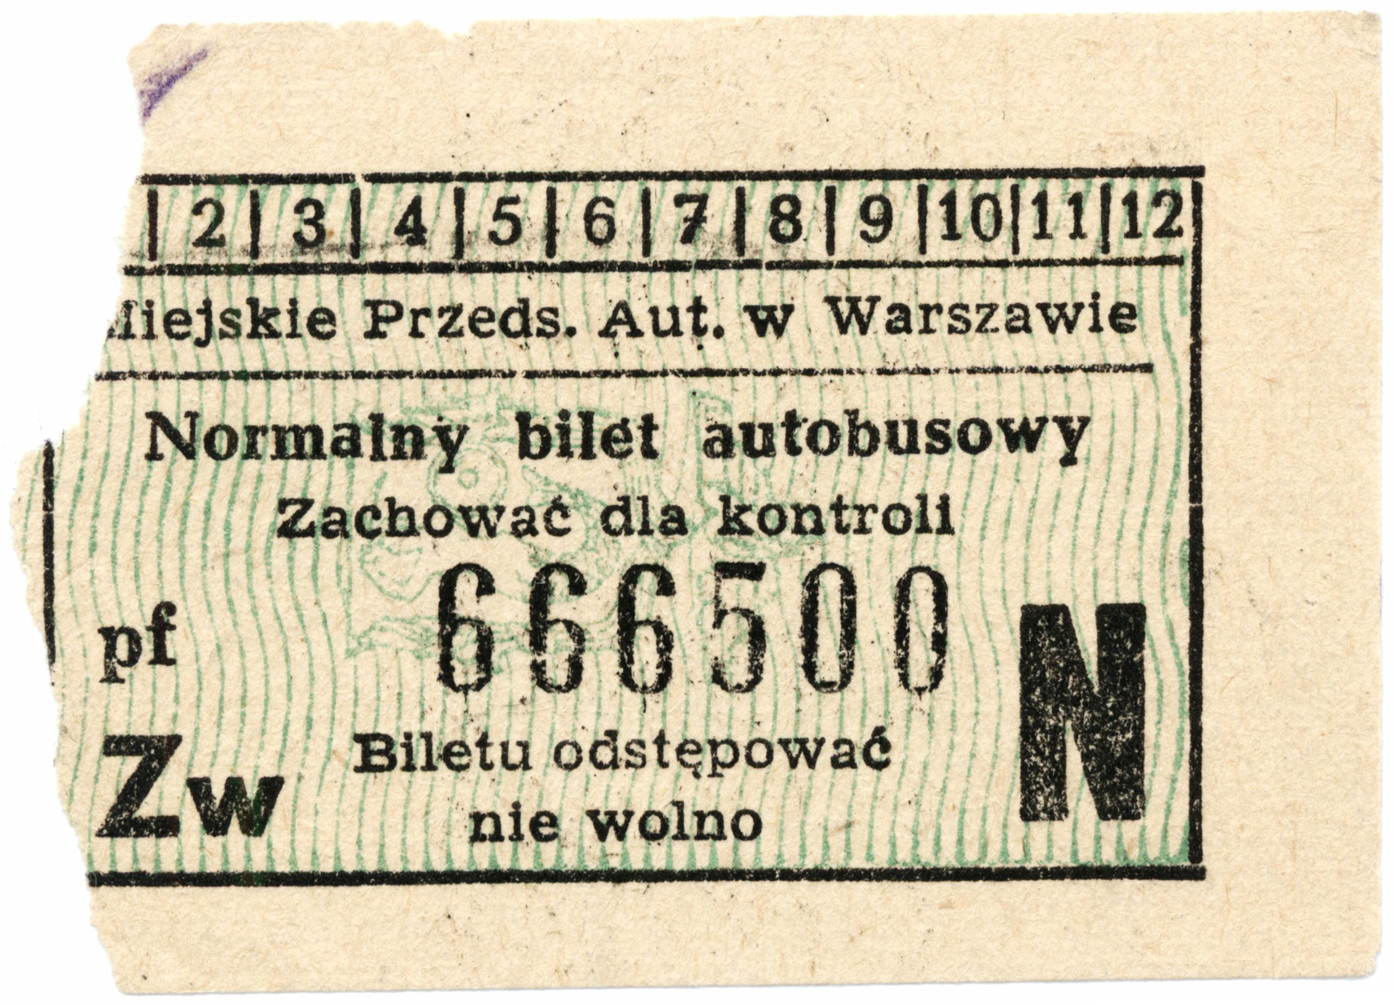 2 | 3 | 4 | 5 | 6 | 7 | 8 | 9 | 10 | 11 | 12
Miejskie Przeds. Aut. w Warszawie
Normalny bilet autobusowy
Zachować dla kontroli
666500
pf
N
Zw
Biletu odstępować
nie wolno